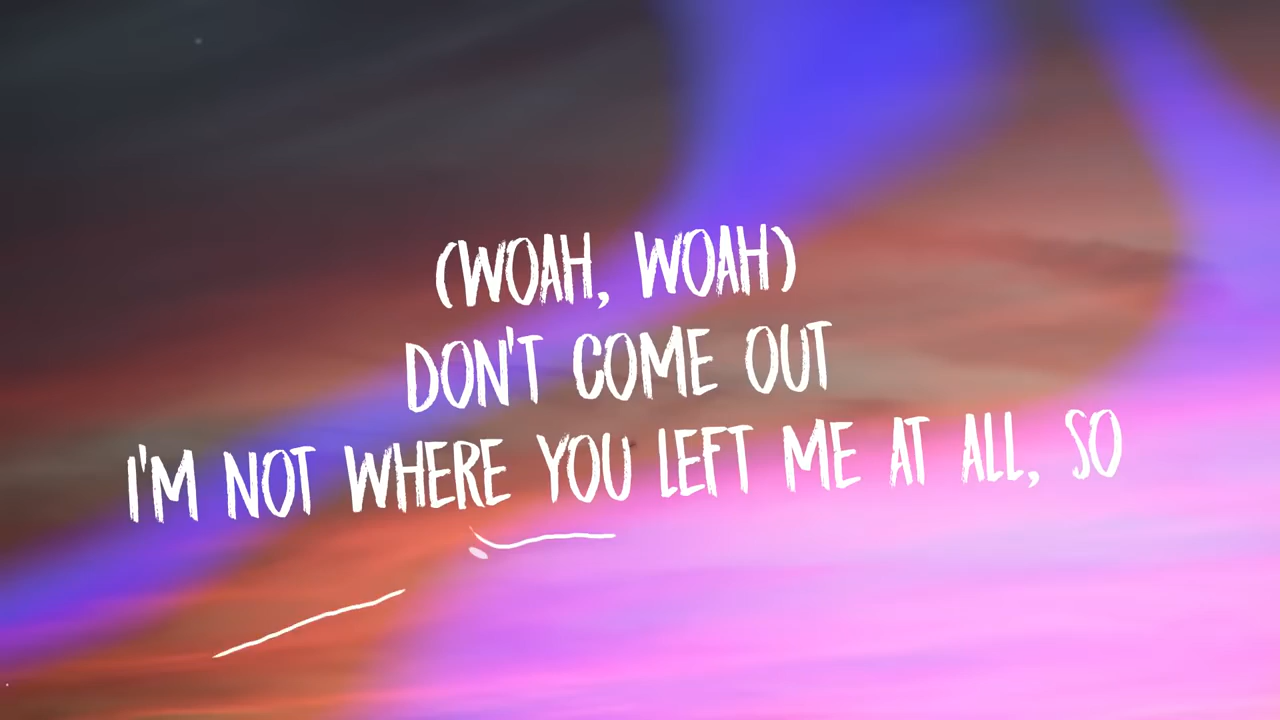 (WOAH, WOAH)
DON'T COME OUT
I'M NOT WHERE YOU LEFT ME AT ALL, SO